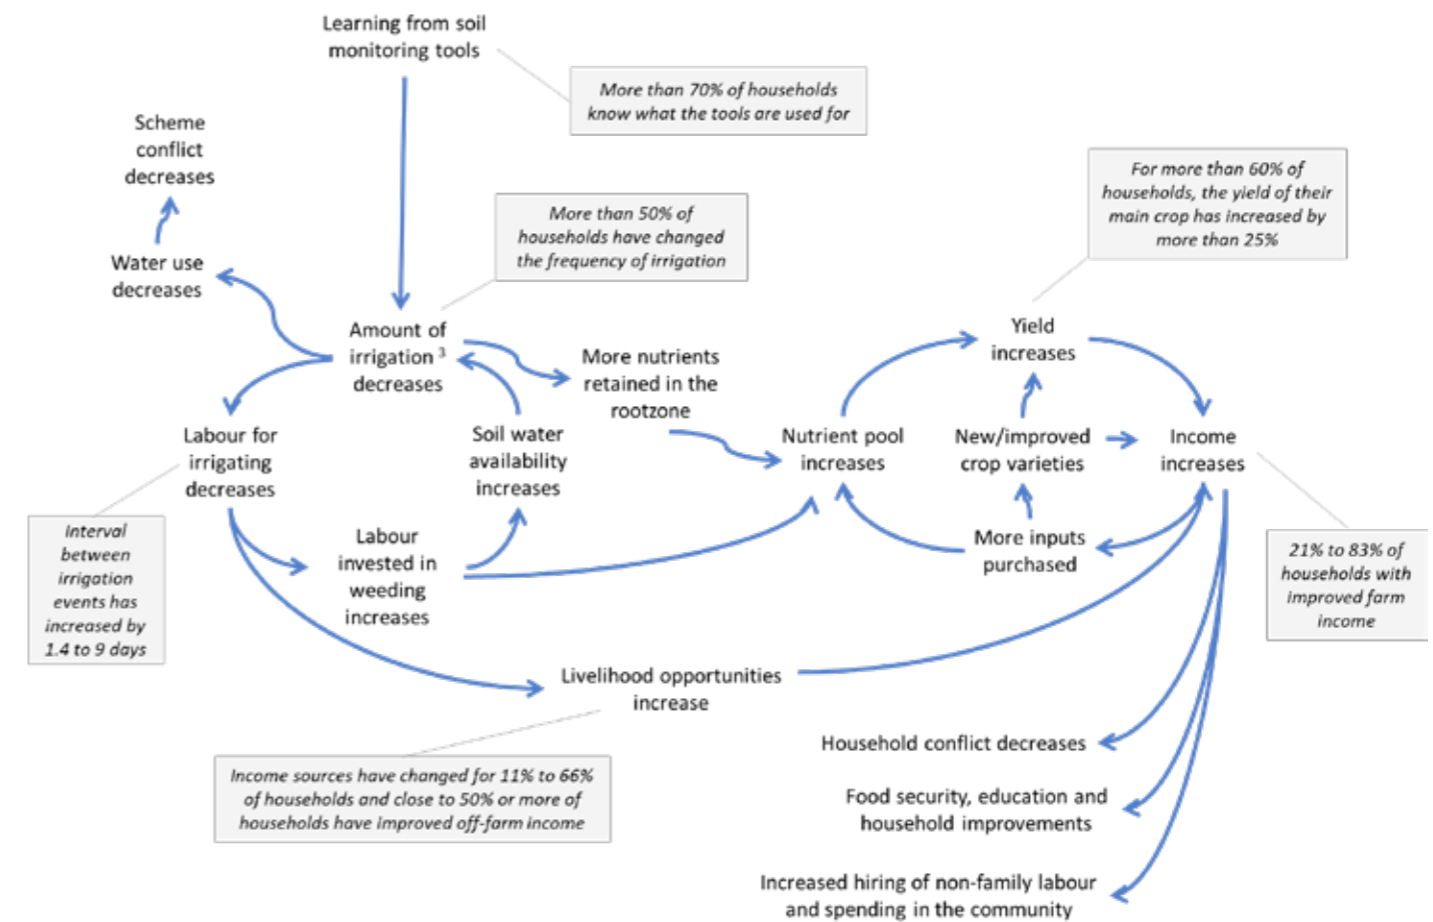 Learning from soil
monitoring tools
More than 70% of households
know what the tools are used for
Scheme
conflict
decreases
For more than 60% of
households, the yield of their
main crop has increased by
more than 25%
More than 50% of
households have changed
the frequency of irrigation
Water use
decreases
Amount of
irrigation ³
decreases
More nutrients
retained in the
rootzone
Yield
increases
Labour for
irrigating
decreases
Soil water
availability
increases
Nutrient pool
increases
New/improved
crop varieties
Income
increases
Interval
between
irrigation
events has
increased by
1.4 to 9 days
Labour
invested in
weeding
increases
More inputs
purchased
21% to 83% of
households with
improved farm
income
Livelihood opportunities
increase
Income sources have changed for 11% to 66%
of households and close to 50% or more of
households have improved off-farm income
Household conflict decreases
Food security, education and
household improvements
Increased hiring of non-family labour
and spending in the community